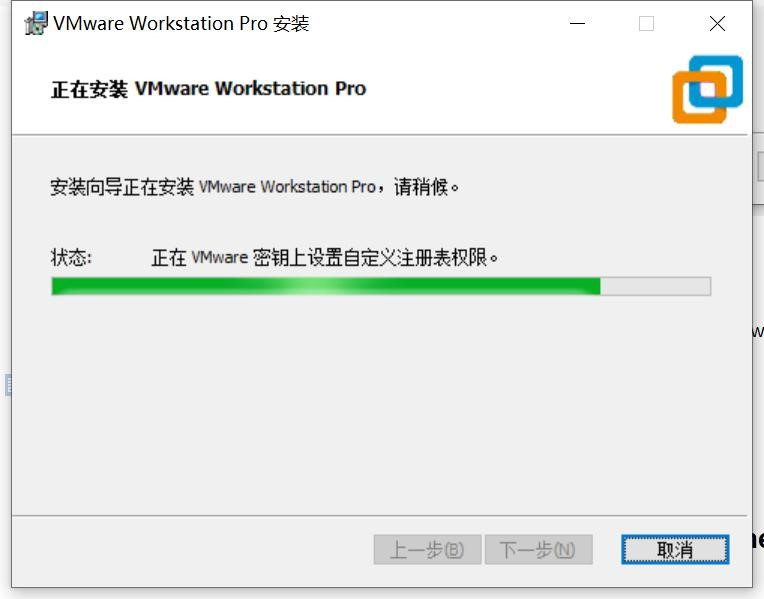 VMware Workstation Pro 安装
正在安装 VMware Workstation Pro
安装向导正在安装 VMware Workstation Pro，请稍候。
状态: 正在 VMware 密钥上设置自定义注册表权限。
上一步(B) 下一步(N) 取消